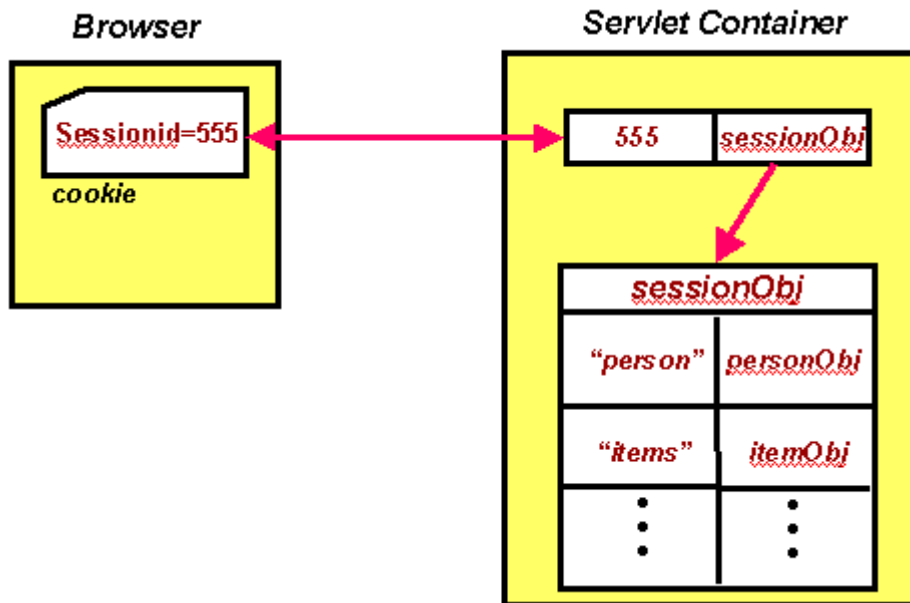 Browser
Sessionid=555
cookie
Servlet Container
555 sessionObj
sessionObj
“person” personObj
“items” itemObj